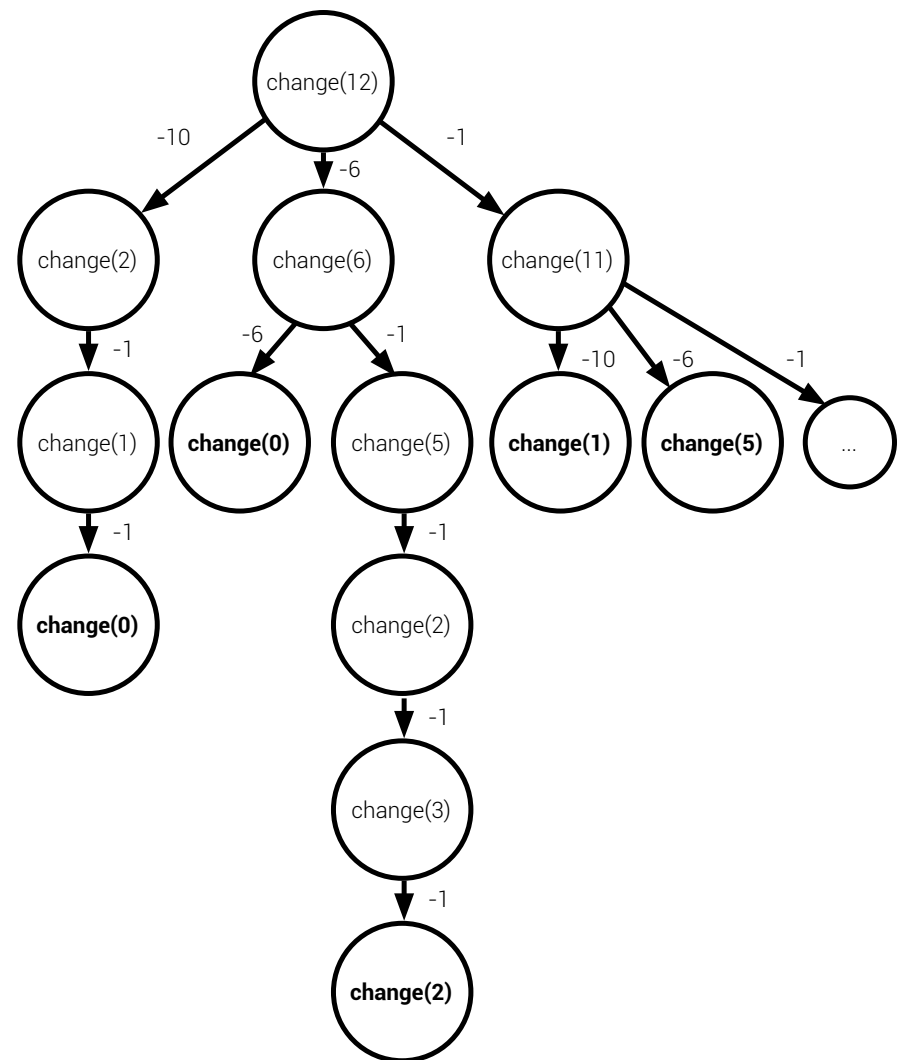 change(12)
-10
-6
-1
change(2)
change(6)
change(11)
-1
-6
-1
-10
-6
-1
change(1)
change(0)
change(5)
change(1)
change(5)
...
-1
-1
change(0)
change(2)
-1
change(3)
-1
change(2)